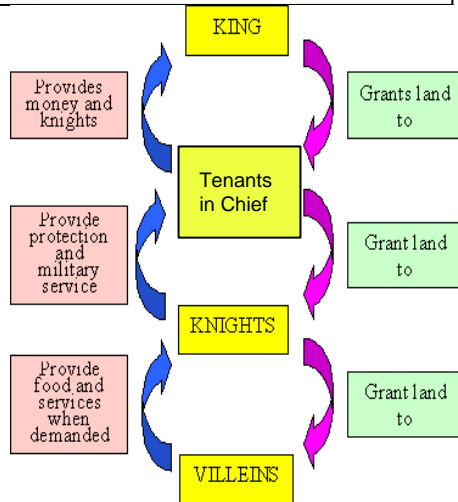 KING
Provides
money and
knights
Grants land
to
Tenants
in Chief
Provide
protection
and
military
service
Grant land
to
KNIGHTS
Provide
food and
services
when
demanded
Grant land
to
VILLEINS